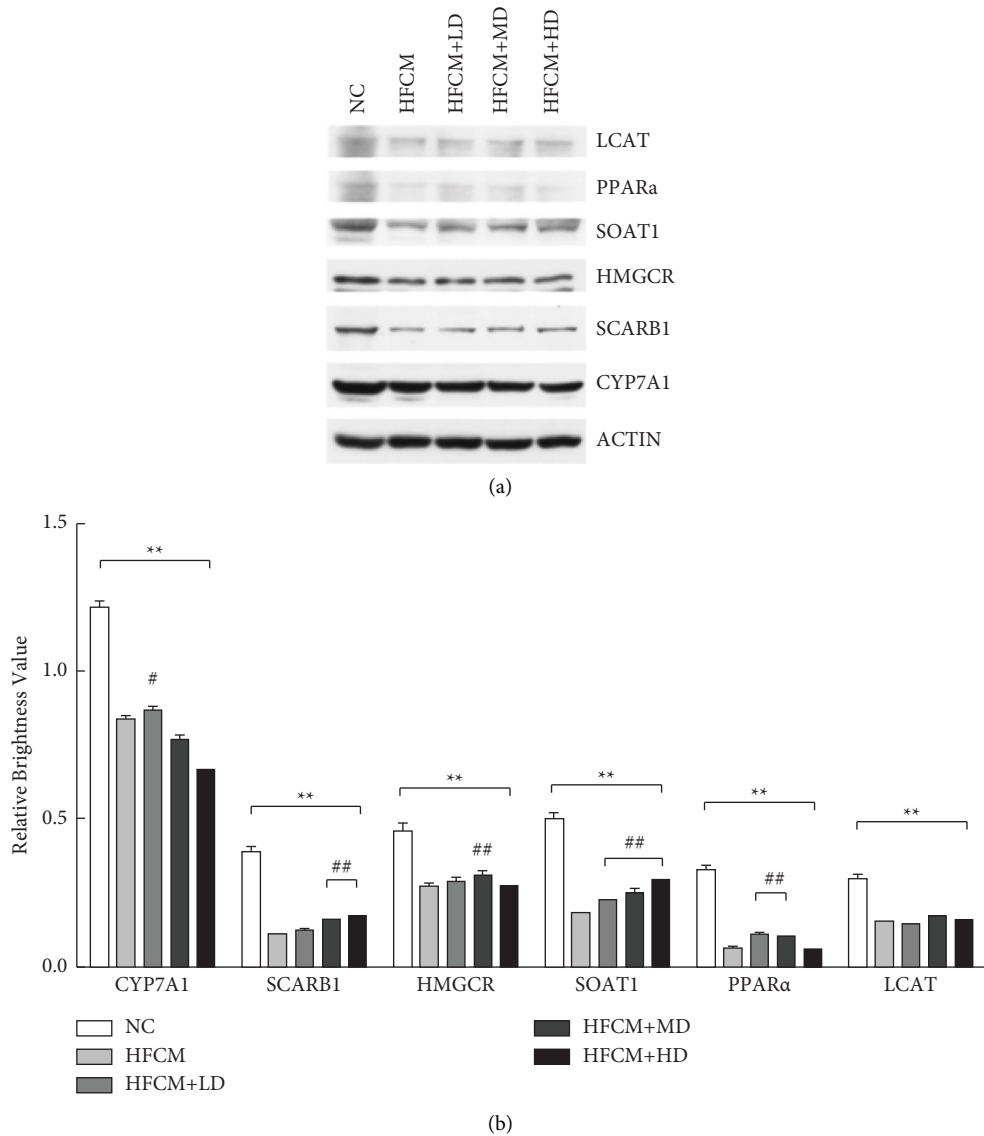 NC
HFCM
HFCM+LD
HFCM+MD
HFCM+HD
LCAT
PPARa
SOAT1
HMGCR
SCARB1
CYP7A1
ACTIN
(a)
1.5
1.0
0.5
0.0
Relative Brightness Value
**
#
**
##
**
##
**
##
**
##
**
CYP7A1 SCARB1 HMGCR SOAT1 PPARα LCAT
NC
HFCM
HFCM+LD
HFCM+MD
HFCM+HD
(b)